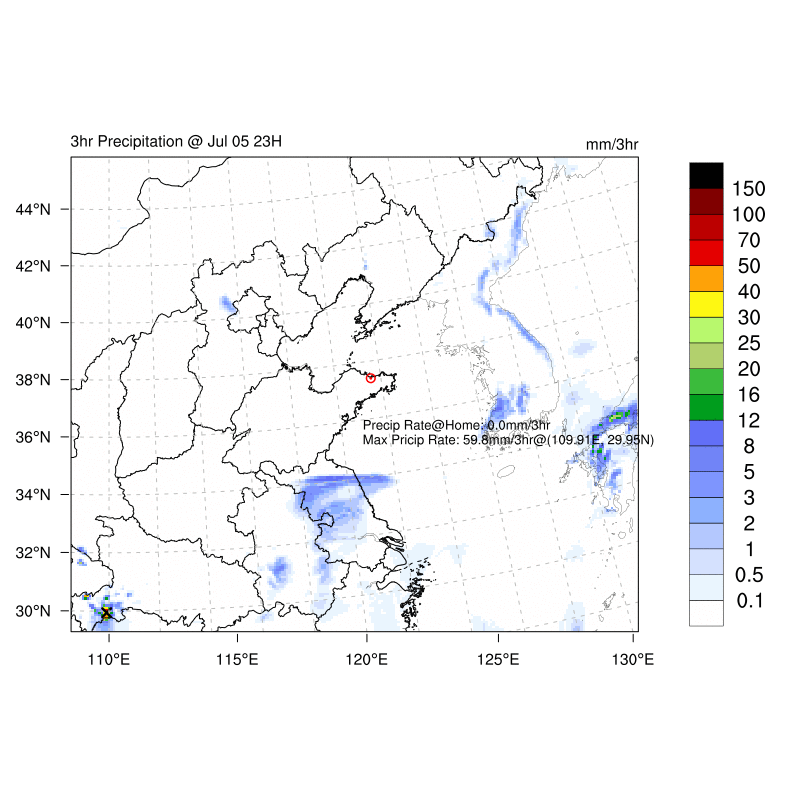 3hr Precipitation @ Jul 05 23H
mm/3hr
44°N
42°N
40°N
38°N
36°N
34°N
32°N
30°N
110°E
115°E
120°E
125°E
130°E
Precip Rate@Home: 0.0mm/3hr
Max Pricip Rate: 59.8mm/3hr@(109.91E, 29.95N)
150
100
70
50
40
30
25
20
16
12
8
5
3
2
1
0.5
0.1